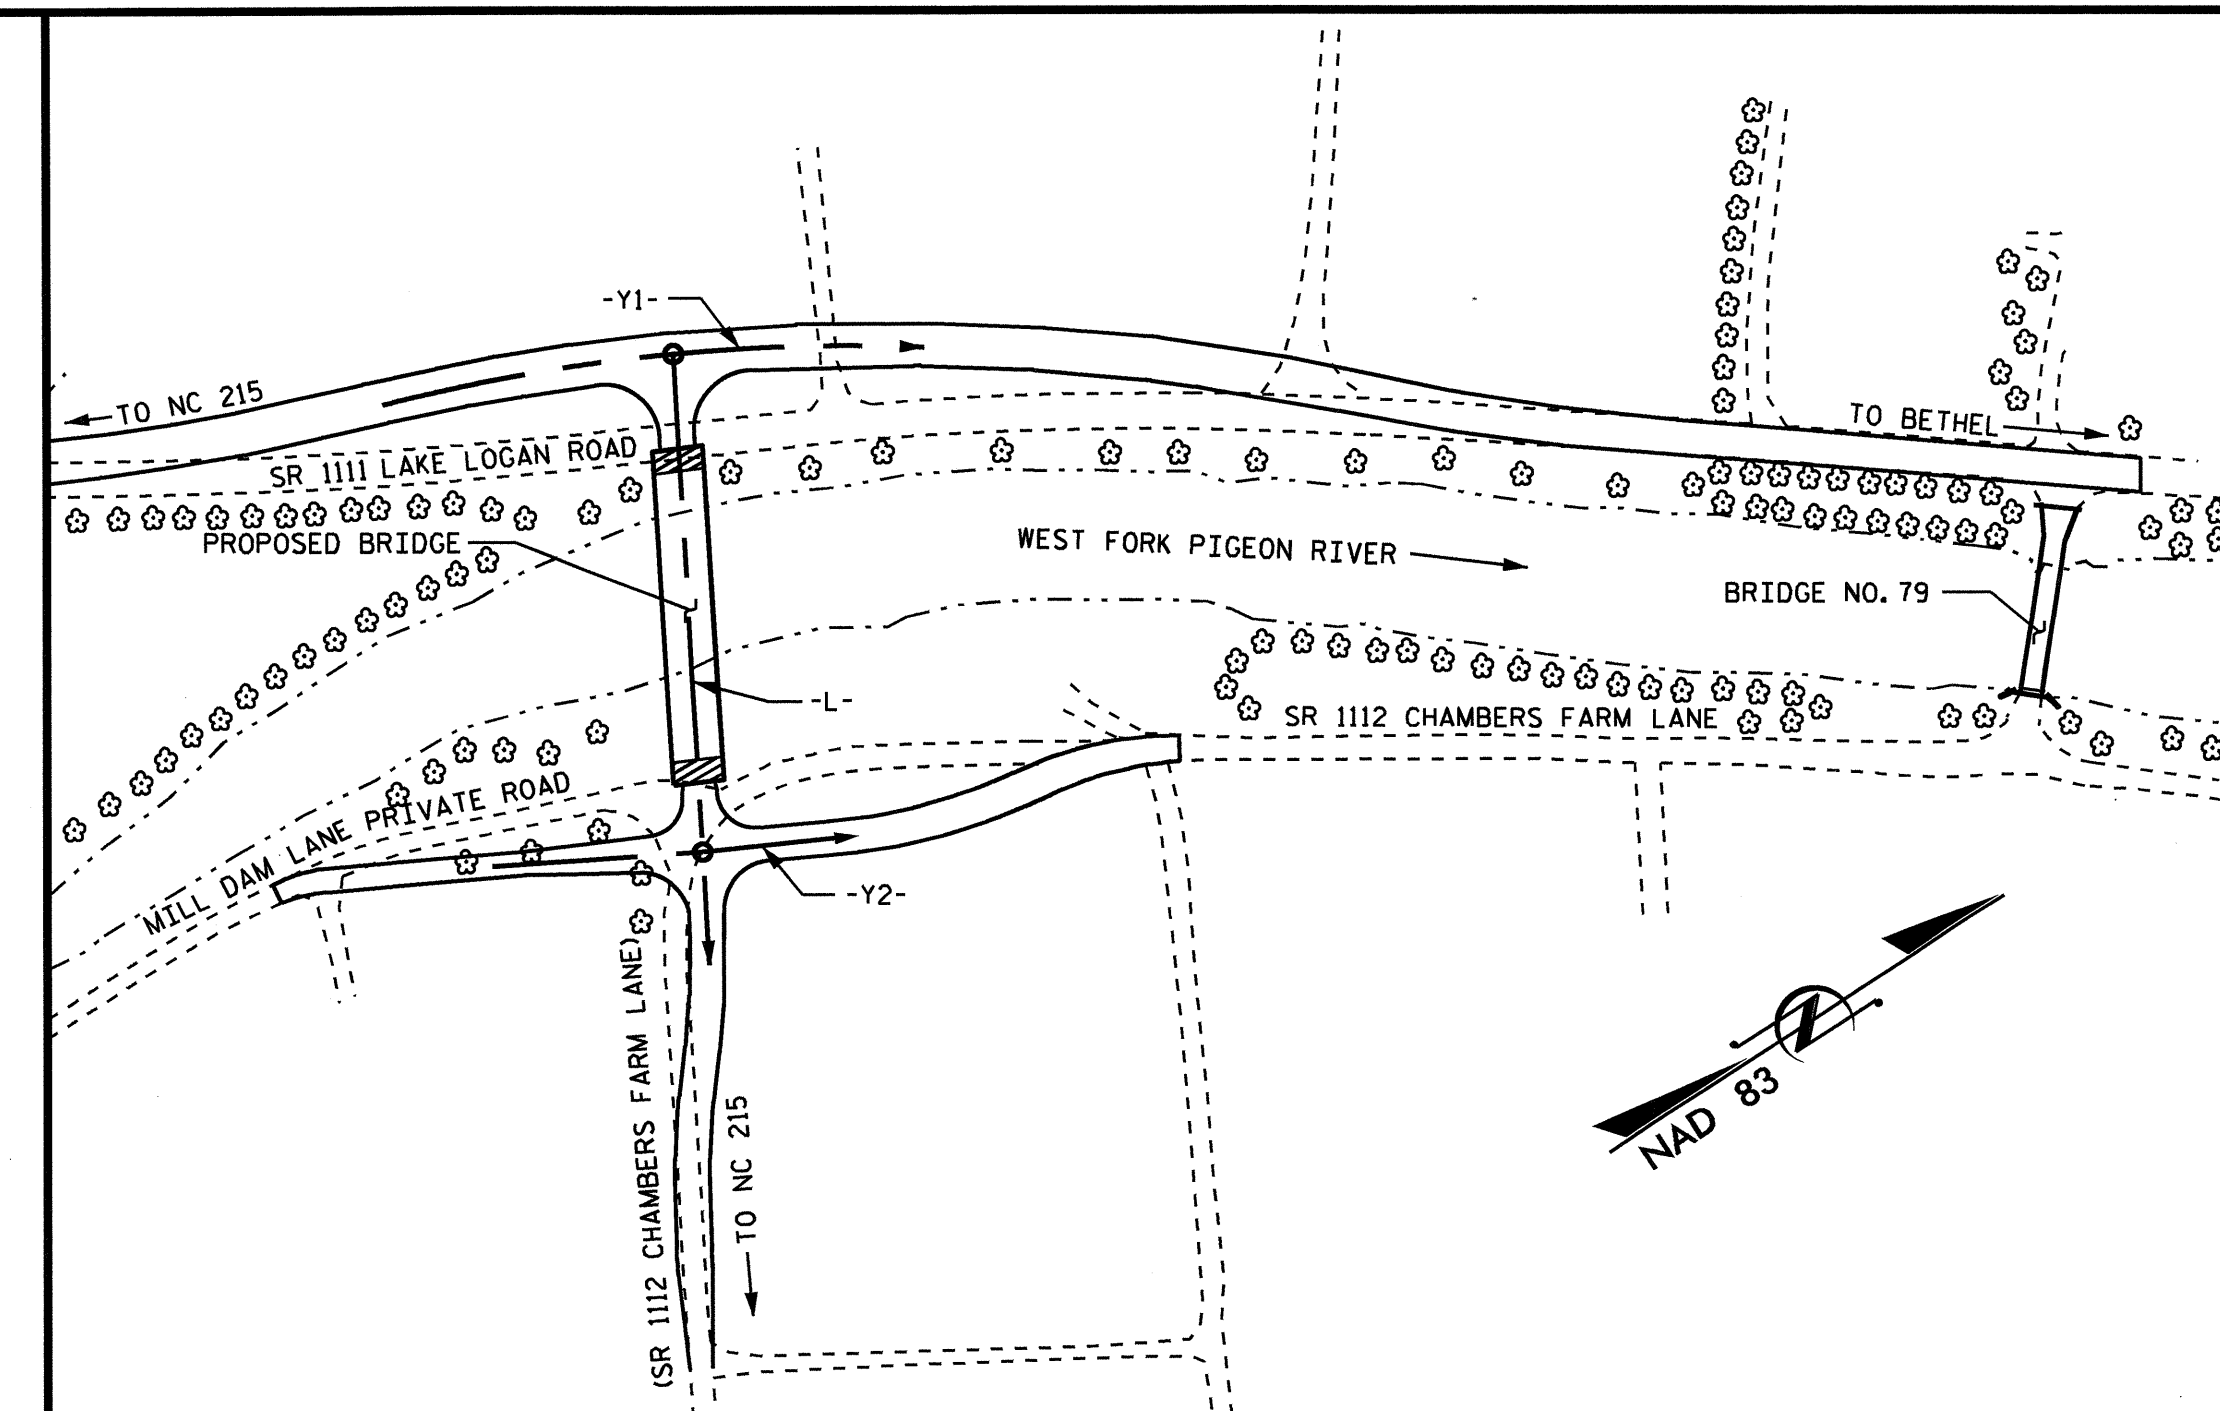 -Y1-
TO NC 215
TO BETHEL
SR 1111 LAKE LOGAN ROAD
PROPOSED BRIDGE
WEST FORK PIGEON RIVER
BRIDGE NO. 79
-L-
SR 1112 CHAMBERS FARM LANE
MILL DAM LANE PRIVATE ROAD
-Y2-
(SR 1112 CHAMBERS FARM LANE)
TO NC 215
N
NAD 83